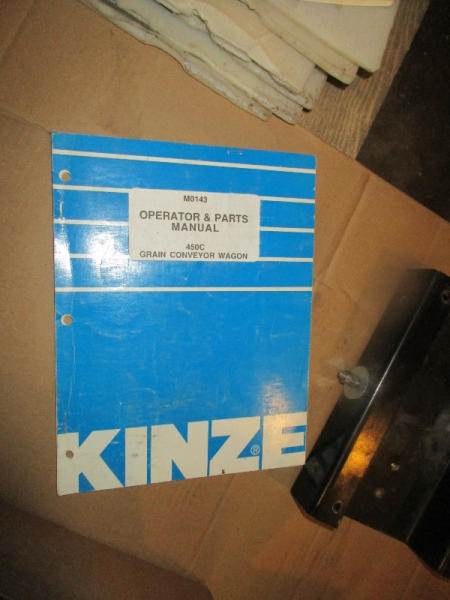 M0143
OPERATOR & PARTS
MANUAL
450C
GRAIN CONVEYOR WAGON
KINZE®